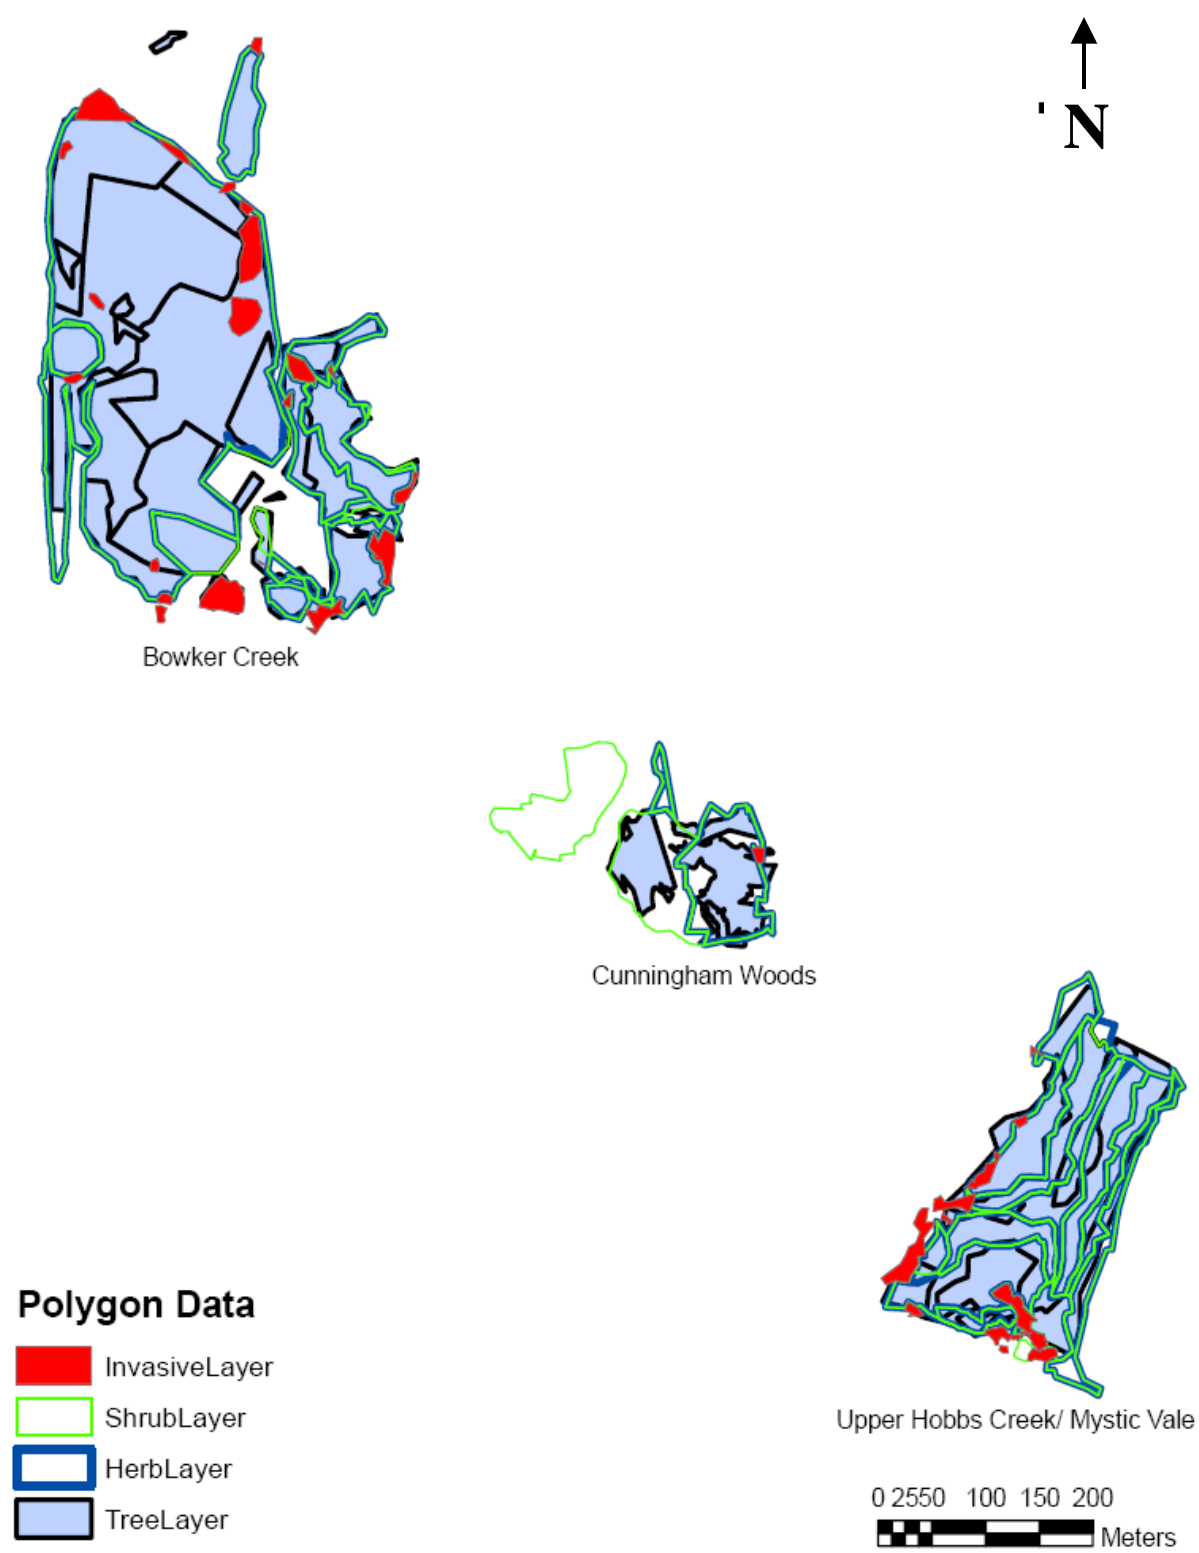 ' N
Bowker Creek
Cunningham Woods
Upper Hobbs Creek/ Mystic Vale
Polygon Data
InvasiveLayer
ShrubLayer
HerbLayer
TreeLayer
0 2550 100 150 200
Meters